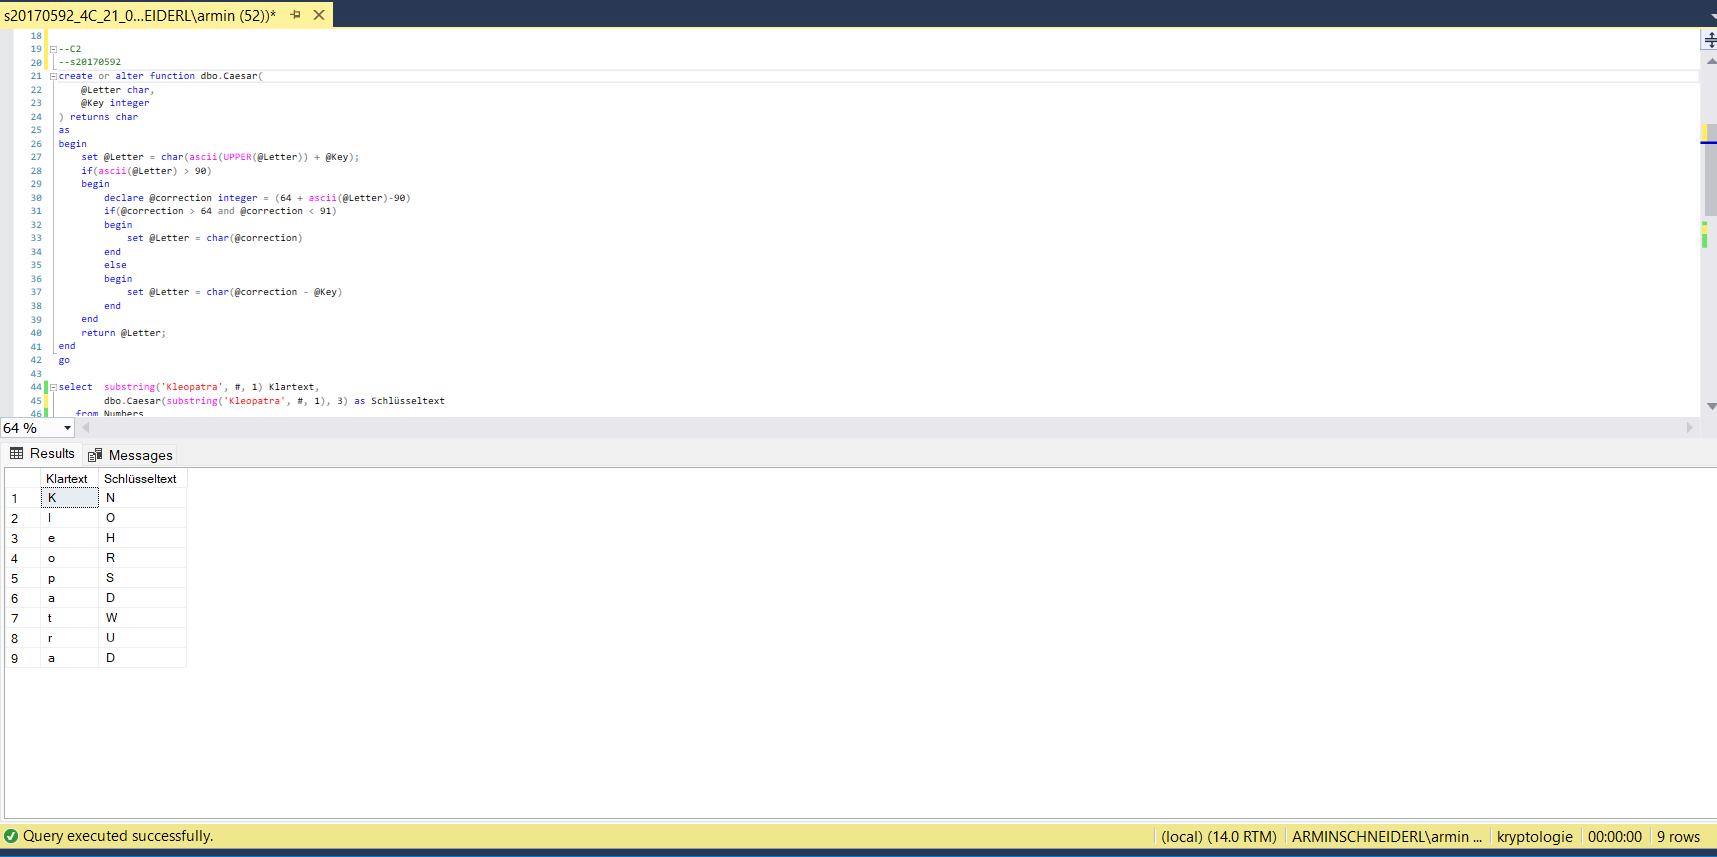 s20170592_4C_21_0...EIDERL\armin (52))*
18
19 --C2
20 --s20170592
21 create or alter function dbo.Caesar(
22 @Letter char,
23 @Key integer
24 ) returns char
25 as
26 begin
27 set @Letter = char(ascii(UPPER(@Letter)) + @Key);
28 if(ascii(@Letter) > 90)
29 begin
30 declare @correction integer = (64 + ascii(@Letter)-90)
31 if(@correction > 64 and @correction < 91)
32 begin
33 set @Letter = char(@correction)
34 end
35 else
36 begin
37 set @Letter = char(@correction - @Key)
38 end
39 end
40 return @Letter;
41 end
42 go
43
44 select substring('Kleopatra', #, 1) Klartext,
45 dbo.Caesar(substring('Kleopatra', #, 1), 3) as Schlüsseltext
46 from Numbers
64 %
Results Messages
Klartext Schlüsseltext
1 K N
2 l O
3 e H
4 o R
5 p S
6 a D
7 t W
8 r U
9 a D
Query executed successfully. (local) (14.0 RTM) ARMINSCHNEIDERL\armin ... kryptologie 00:00:00 9 rows